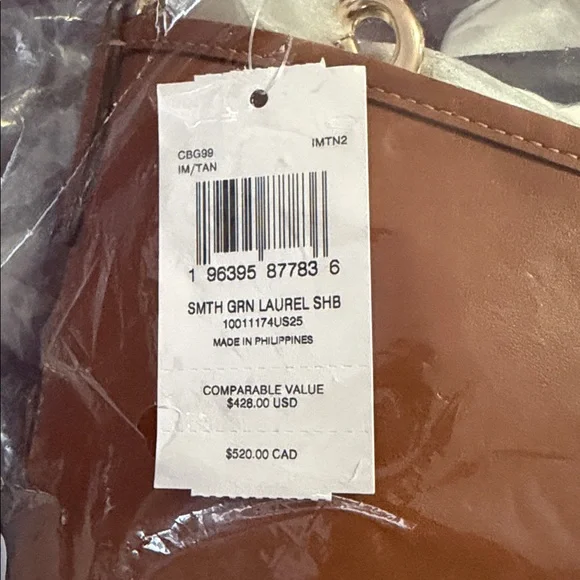 CBG99 IMTN2
IM/TAN
1 96395 87783 6
SMTH GRN LAUREL SHB
10011174US25
MADE IN PHILIPPINES
COMPARABLE VALUE
$428.00 USD
$520.00 CAD